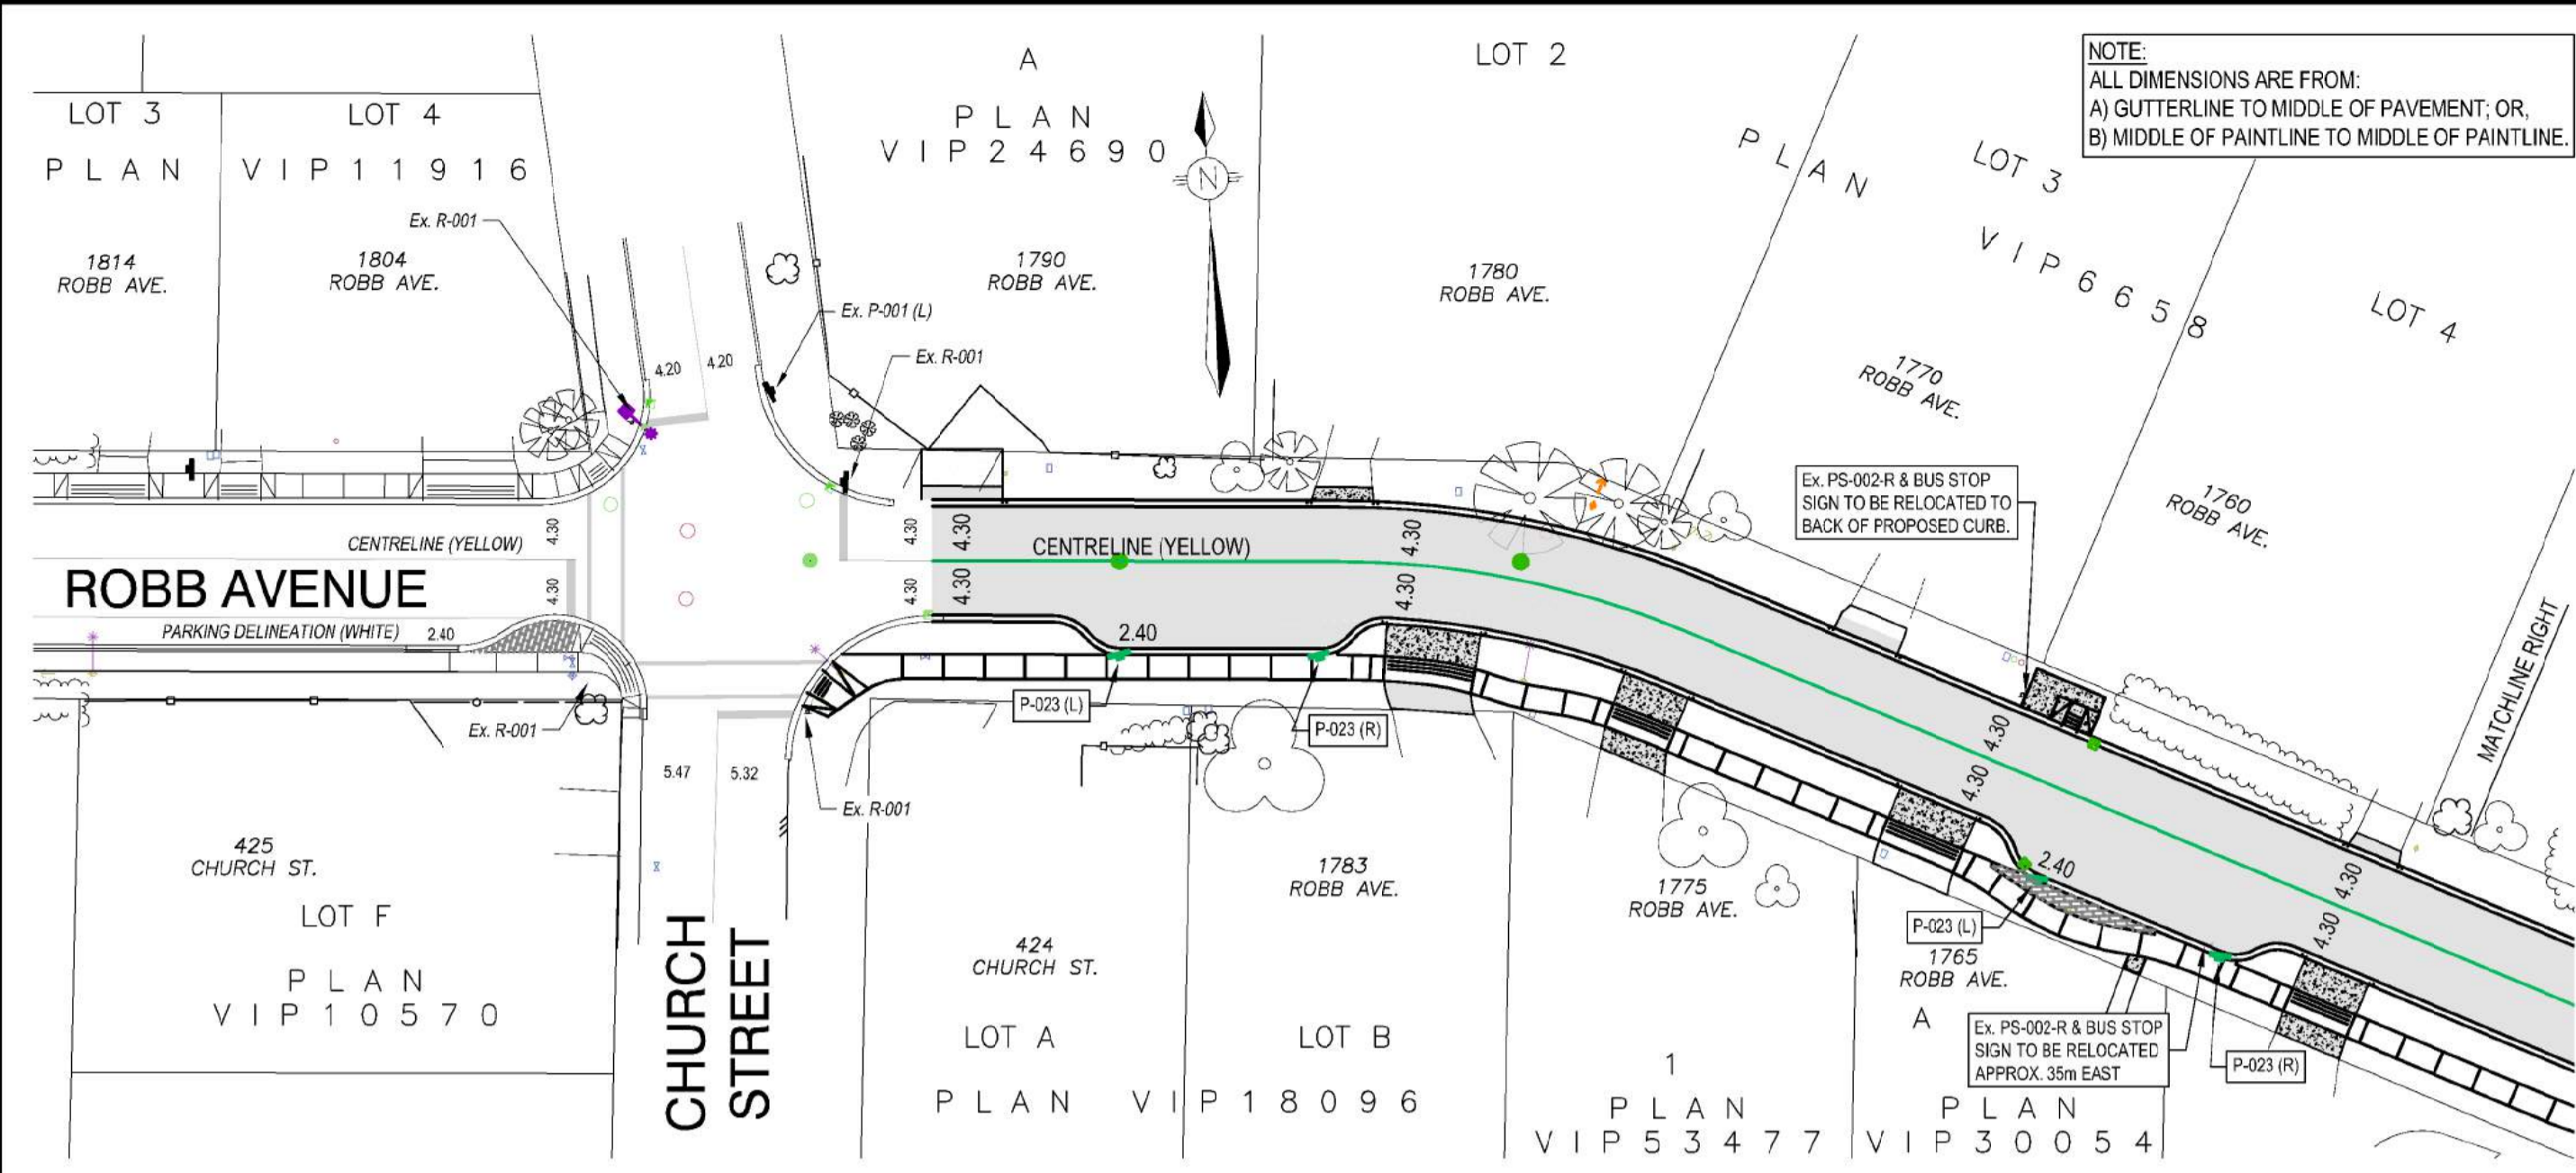 A
LOT 2
NOTE:
ALL DIMENSIONS ARE FROM:
A) GUTTERLINE TO MIDDLE OF PAVEMENT; OR,
B) MIDDLE OF PAINTLINE TO MIDDLE OF PAINTLINE.
LOT 3
LOT 4
PLAN
VIP11916
PLAN
VIP24690
N
PLAN
VIP6658
LOT 3
LOT 4
Ex. R-001
1814
ROBB AVE.
1804
ROBB AVE.
1790
ROBB AVE.
1780
ROBB AVE.
1770
ROBB AVE.
1760
ROBB AVE.
Ex. P-001 (L)
Ex. R-001
4.20
4.20
Ex. PS-002-R & BUS STOP
SIGN TO BE RELOCATED TO
BACK OF PROPOSED CURB.
CENTRELINE (YELLOW)
4.30
4.30
4.30
CENTRELINE (YELLOW)
4.30
ROBB AVENUE
4.30
4.30
4.30
4.30
PARKING DELINEATION (WHITE)
2.40
2.40
MATCHLINE RIGHT
P-023 (L)
P-023 (R)
Ex. R-001
4.30
4.30
5.47
5.32
Ex. R-001
425
CHURCH ST.
LOT F
PLAN
VIP10570
CHURCH
STREET
424
CHURCH ST.
LOT A
1783
ROBB AVE.
LOT B
PLAN VIP18096
1775
ROBB AVE.
1
PLAN
VIP53477
2.40
4.30
4.30
P-023 (L)
1765
ROBB AVE.
A
Ex. PS-002-R & BUS STOP
SIGN TO BE RELOCATED
APPROX. 35m EAST
P-023 (R)
PLAN
VIP30054